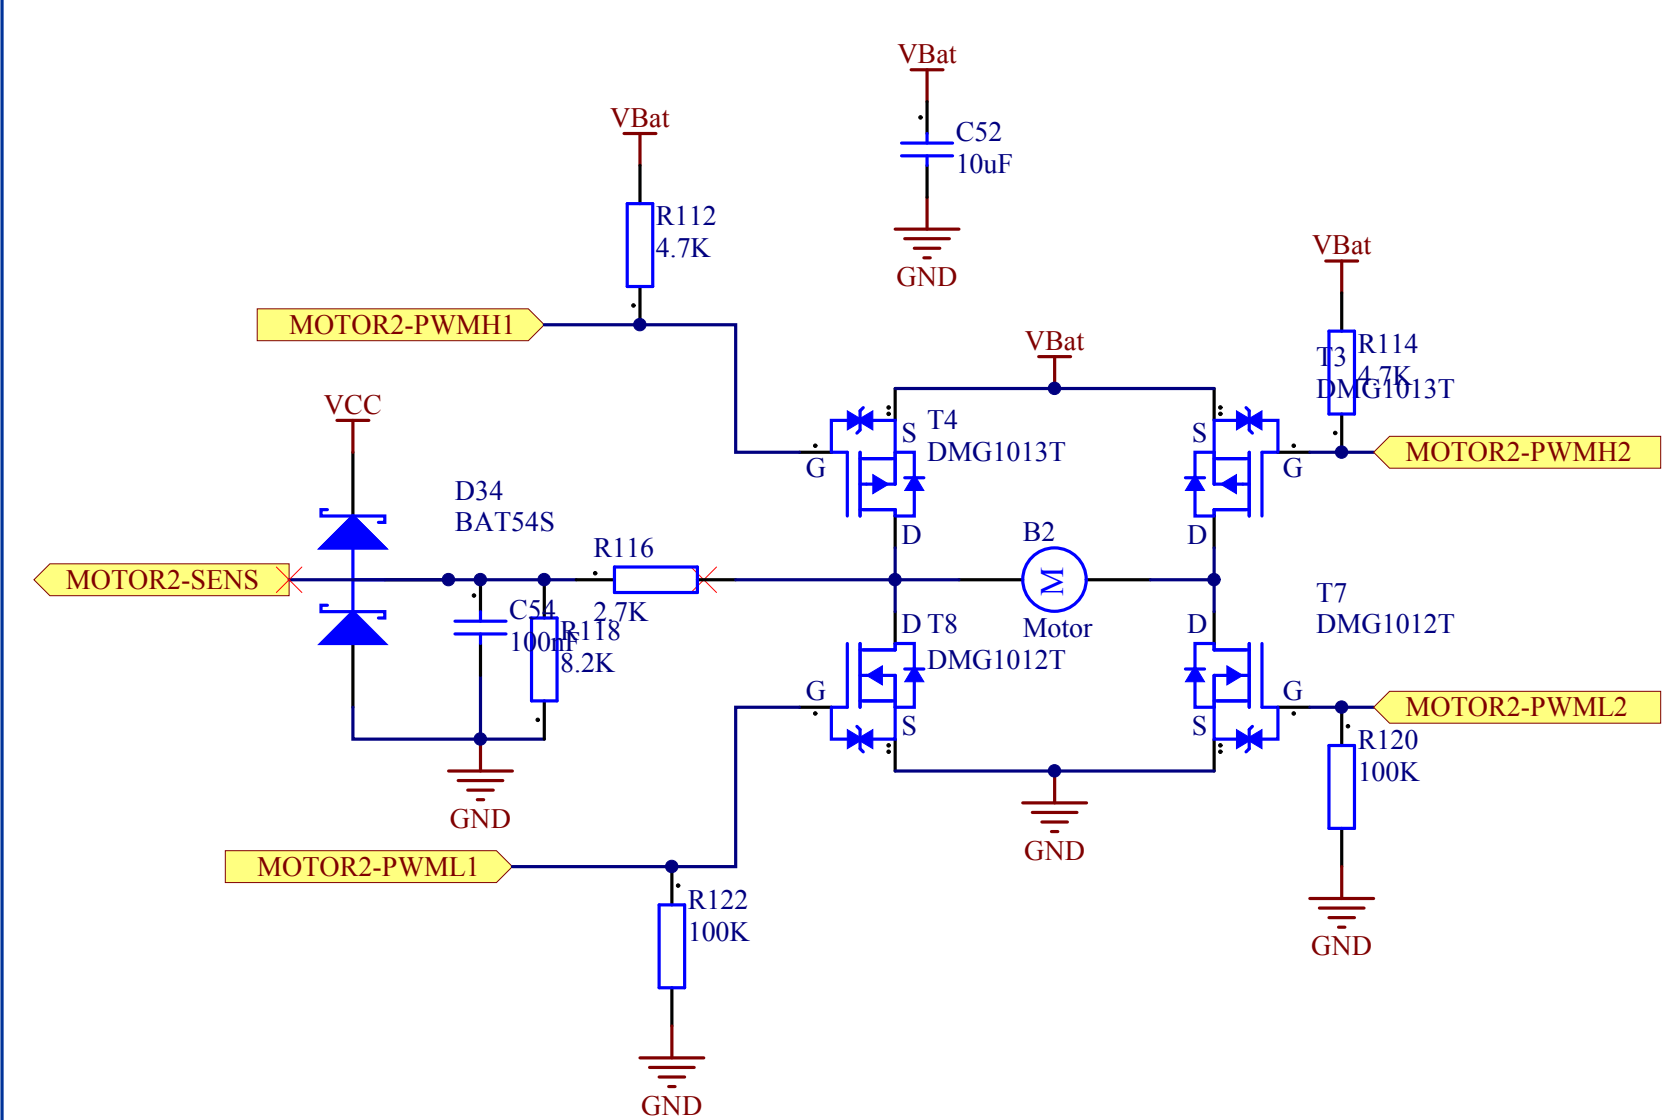 VBat
C52
10uF
GND
VBat
R112
4.7K
MOTOR2-PWMH1
VBat
R114
4.7K
T3
DMG1013T
MOTOR2-PWMH2
VBat
S
T4
DMG1013T
G
D
S
G
D
VCC
D34
BAT54S
MOTOR2-SENS
R116
2.7K
C54
100nF
R118
8.2K
GND
B2
M
Motor
D
T8
DMG1012T
G
S
T7
DMG1012T
D
G
S
MOTOR2-PWML2
R120
100K
GND
GND
MOTOR2-PWML1
R122
100K
GND